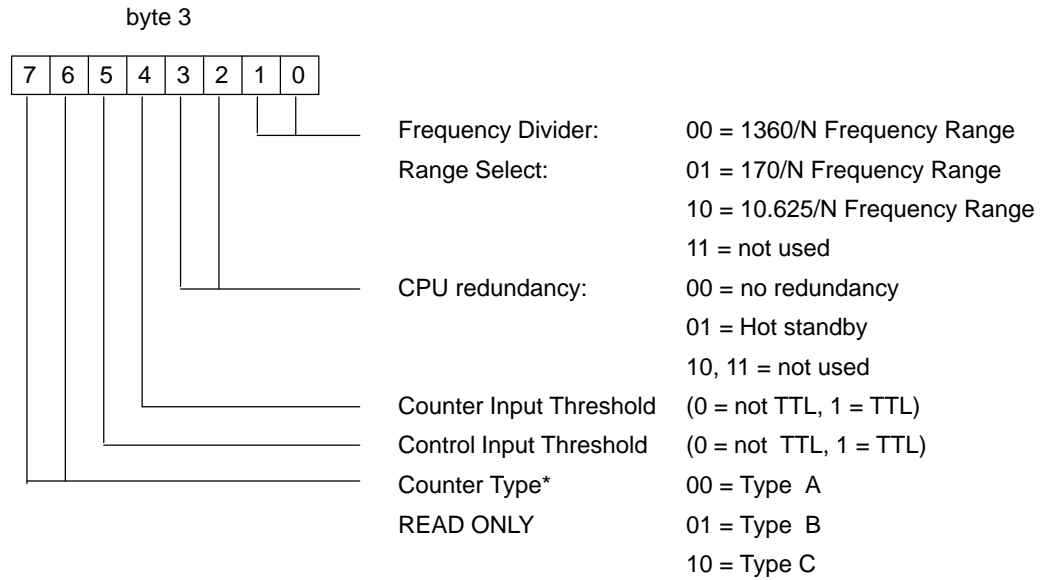 byte 3
7 6 5 4 3 2 1 0
Frequency Divider: 00 = 1360/N Frequency Range
Range Select: 01 = 170/N Frequency Range
10 = 10.625/N Frequency Range
11 = not used
CPU redundancy: 00 = no redundancy
01 = Hot standby
10, 11 = not used
Counter Input Threshold (0 = not TTL, 1 = TTL)
Control Input Threshold (0 = not TTL, 1 = TTL)
Counter Type* 00 = Type A
READ ONLY 01 = Type B
10 = Type C